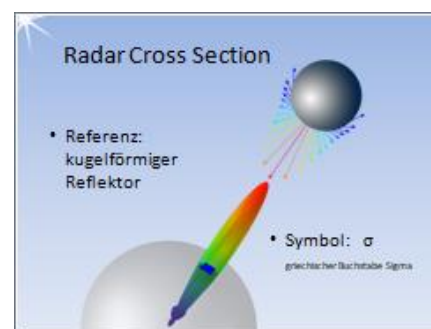 Radar Cross Section
• Referenz:
kugelförmiger
Reflektor
• Symbol: σ
griechischer Buchstabe Sigma